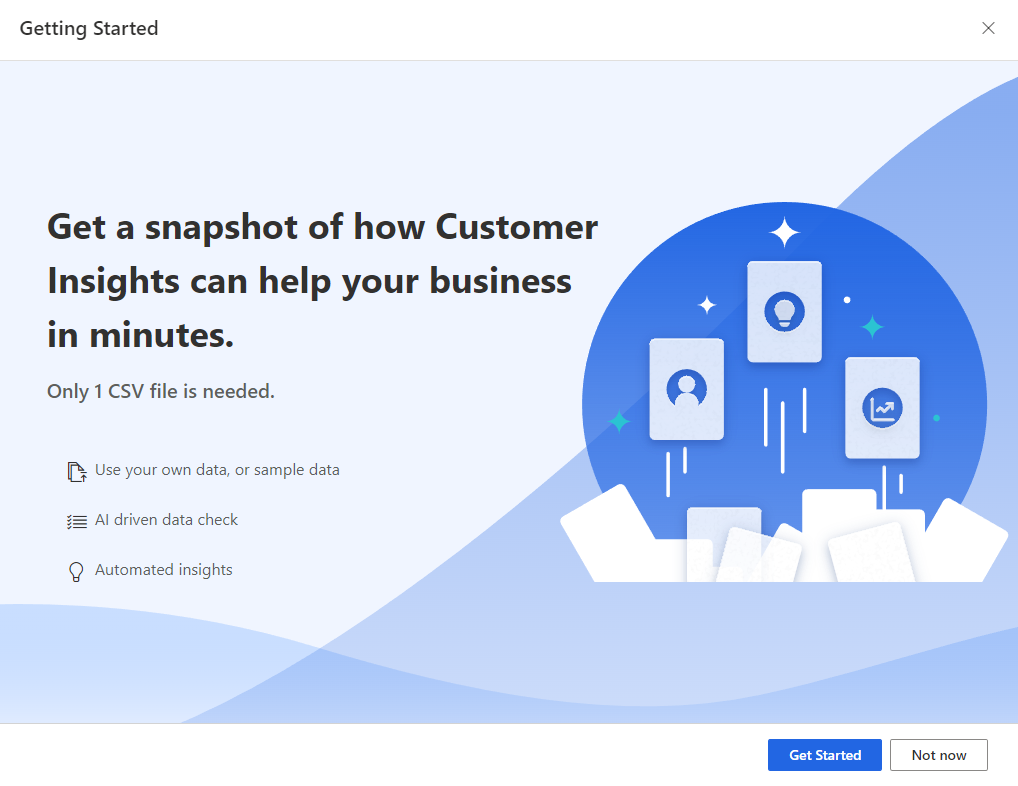 Getting Started
Get a snapshot of how Customer
Insights can help your business
in minutes.
Only 1 CSV file is needed.
Use your own data, or sample data
AI driven data check
Automated insights
Get Started
Not now